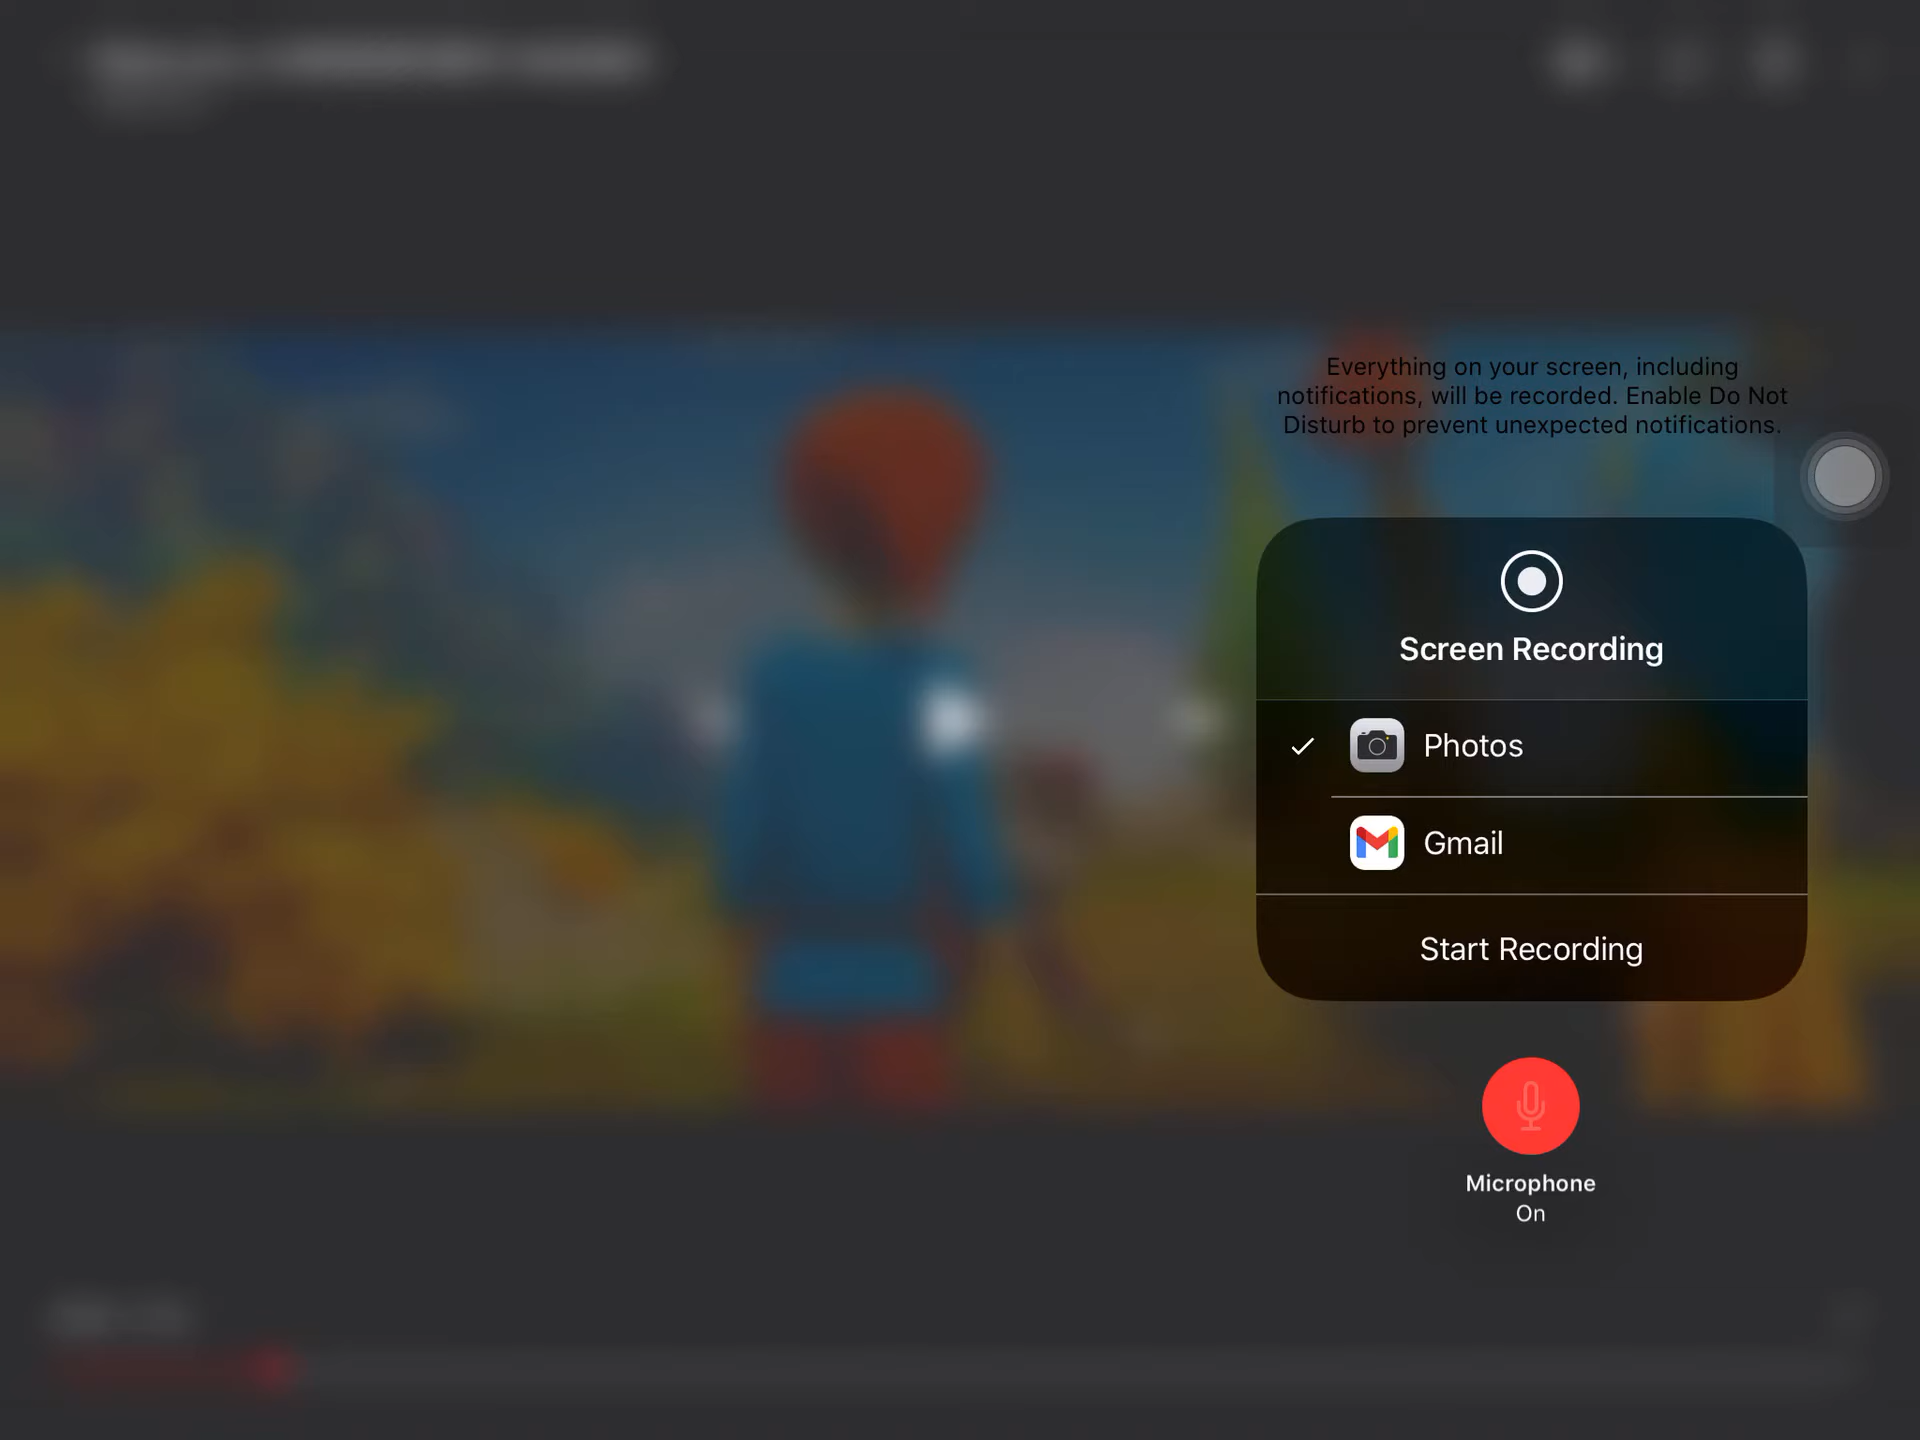 Everything on your screen, including
notifications, will be recorded. Enable Do Not
Disturb to prevent unexpected notifications.
Screen Recording
Photos
Gmail
Start Recording
Microphone
On